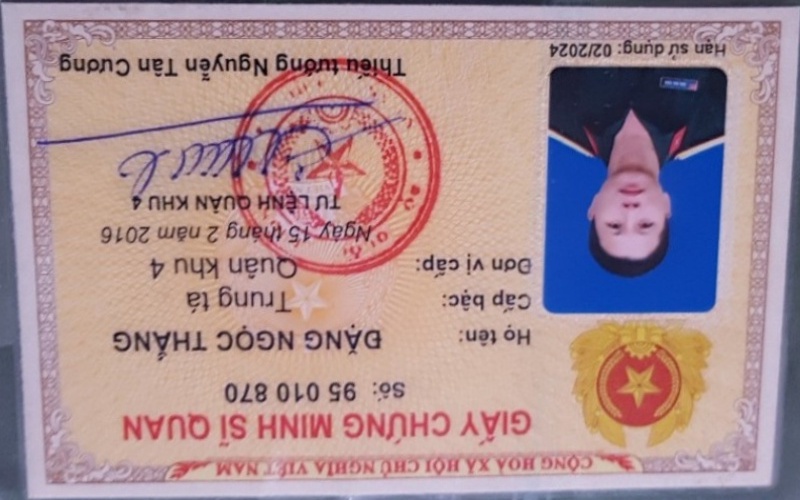 CỘNG HOÀ XÃ HỘI CHỦ NGHĨA VIỆT NAM
GIẤY CHỨNG MINH SĨ QUAN
Số: 95 010 870
Họ tên: ĐẶNG NGỌC THẮNG
Cấp bậc: Trung tá
Đơn vị cấp: Quân khu 4
Ngày 15 tháng 2 năm 2016
TƯ LỆNH QUÂN KHU 4
Thiếu tướng Nguyễn Tân Cương
Hạn sử dụng: 02/2024